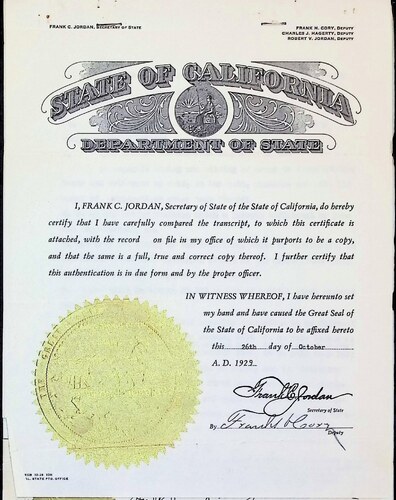 FRANK C. JORDAN, SECRETARY OF STATE
FRANK H. CORY, DEPUTY
CHARLES J. HAGERTY, DEPUTY
ROBERT V. JORDAN, DEPUTY
STATE OF CALIFORNIA
DEPARTMENT OF STATE
I, FRANK C. JORDAN, Secretary of State of the State of California, do hereby
certify that I have carefully compared the transcript, to which this certificate is
attached, with the record on file in my office of which it purports to be a copy,
and that the same is a full, true and correct copy thereof. I further certify that
this authentication is in due form and by the proper officer.
IN WITNESS WHEREOF, I have hereunto set
my hand and have caused the Great Seal of
the State of California to be affixed hereto
this 26th day of October
A. D. 1923.
Frank C. Jordan
Secretary of State
By Frank H Cory
Deputy